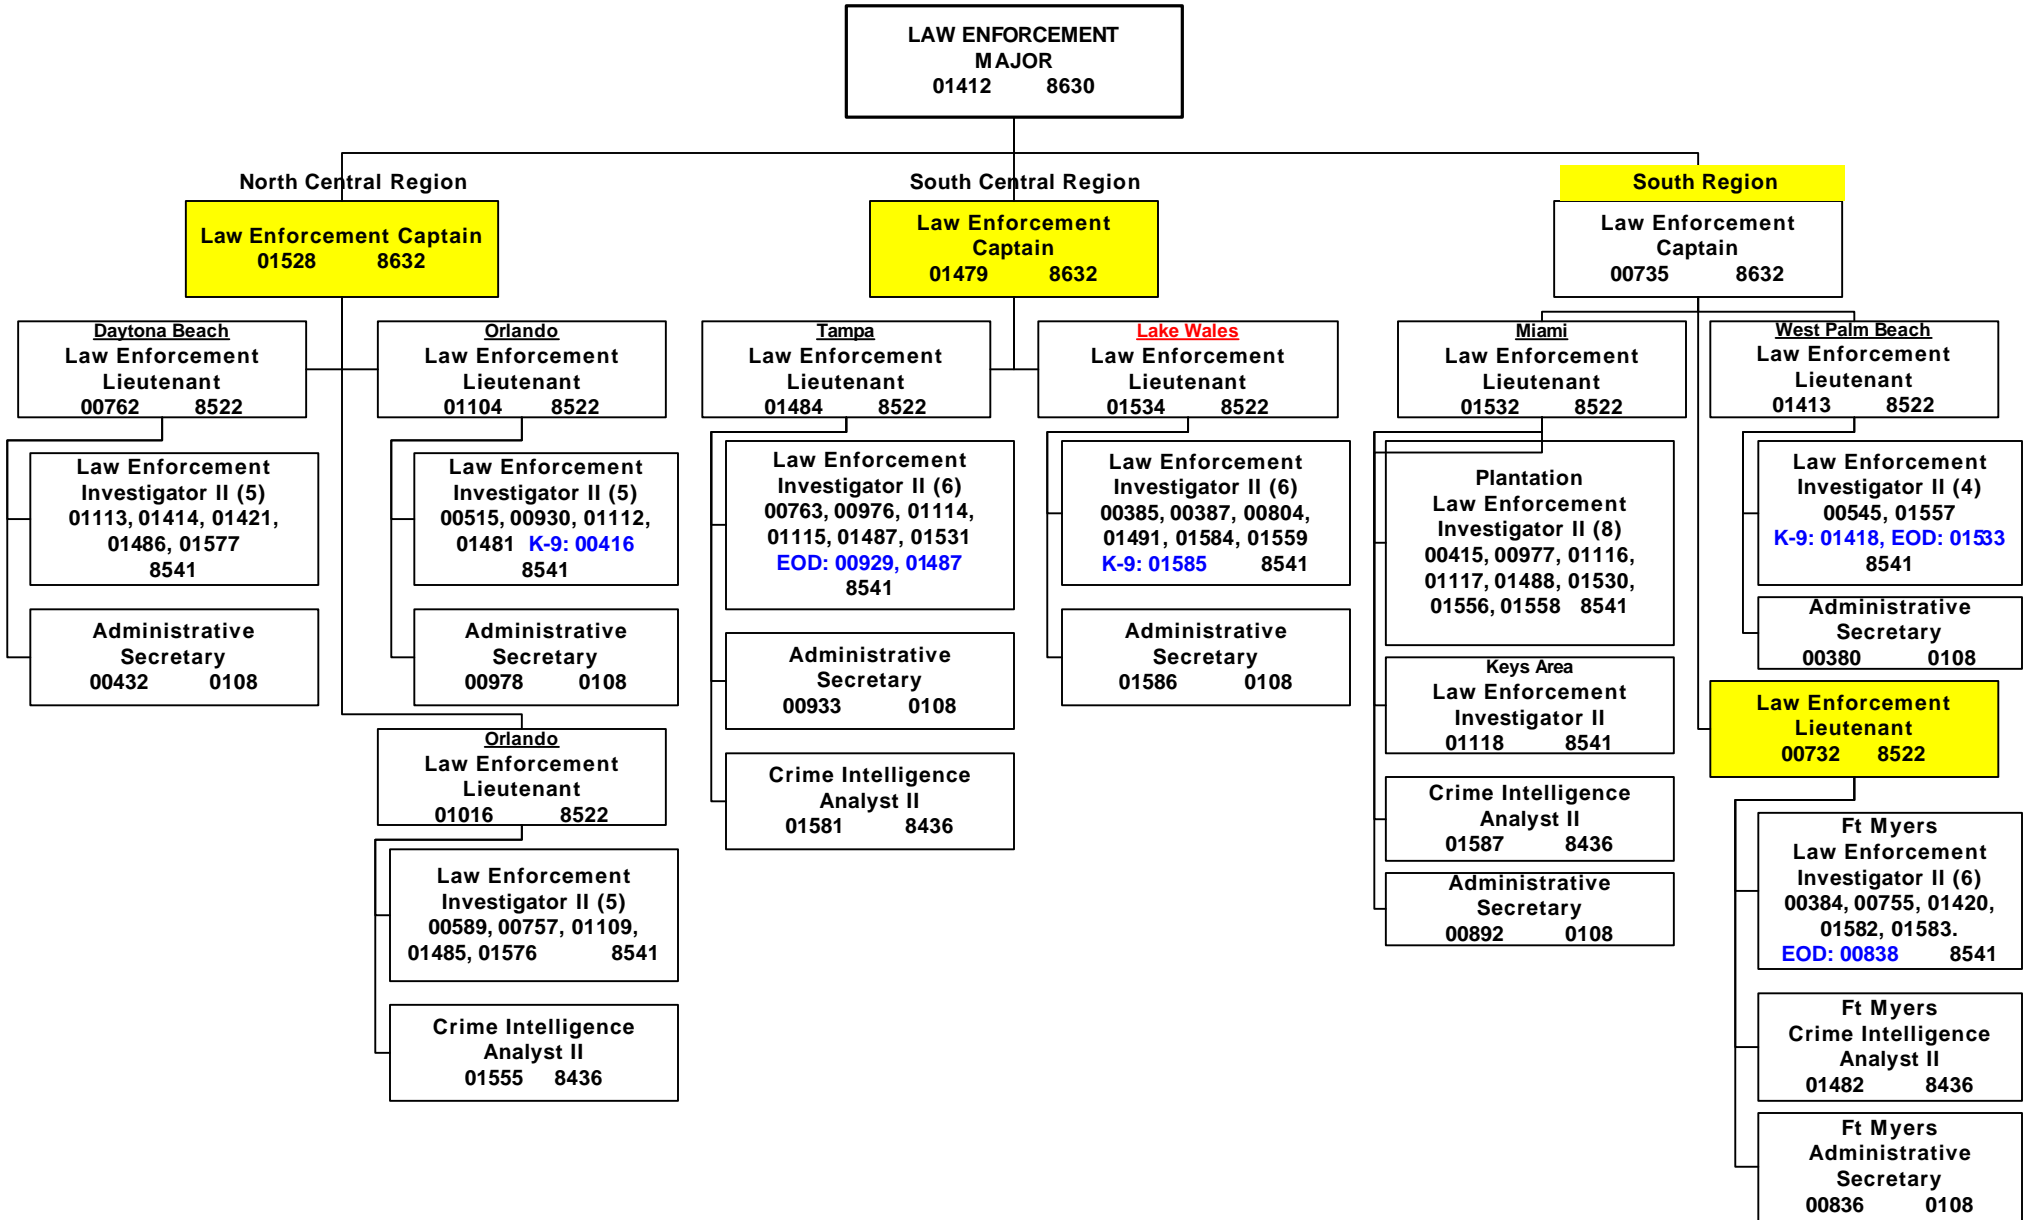 LAW ENFORCEMENT
MAJOR
01412 8630
North Central Region
Law Enforcement Captain
01528 8632
Daytona Beach
Law Enforcement
Lieutenant
00762 8522
Law Enforcement
Investigator II (5)
01113, 01414, 01421,
01486, 01577
8541
Administrative
Secretary
00432 0108
Orlando
Law Enforcement
Lieutenant
01104 8522
Law Enforcement
Investigator II (5)
00515, 00930, 01112,
01481 K-9: 00416
8541
Administrative
Secretary
00978 0108
Orlando
Law Enforcement
Lieutenant
01016 8522
Law Enforcement
Investigator II (5)
00589, 00757, 01109,
01485, 01576 8541
Crime Intelligence
Analyst II
01555 8436
South Central Region
Law Enforcement
Captain
01479 8632
Tampa
Law Enforcement
Lieutenant
01484 8522
Law Enforcement
Investigator II (6)
00763, 00976, 01114,
01115, 01487, 01531
EOD: 00929, 01487
8541
Administrative
Secretary
00933 0108
Crime Intelligence
Analyst II
01581 8436
Lake Wales
Law Enforcement
Lieutenant
01534 8522
Law Enforcement
Investigator II (6)
00385, 00387, 00804,
01491, 01584, 01559
K-9: 01585 8541
Administrative
Secretary
01586 0108
South Region
Law Enforcement
Captain
00735 8632
Miami
Law Enforcement
Lieutenant
01532 8522
Plantation
Law Enforcement
Investigator II (8)
00415, 00977, 01116,
01117, 01488, 01530,
01556, 01558 8541
Keys Area
Law Enforcement
Investigator II
01118 8541
Crime Intelligence
Analyst II
01587 8436
Administrative
Secretary
00892 0108
West Palm Beach
Law Enforcement
Lieutenant
01413 8522
Law Enforcement
Investigator II (4)
00545, 01557
K-9: 01418, EOD: 01533
8541
Administrative
Secretary
00380 0108
Law Enforcement
Lieutenant
00732 8522
Ft Myers
Law Enforcement
Investigator II (6)
00384, 00755, 01420,
01582, 01583.
EOD: 00838 8541
Ft Myers
Crime Intelligence
Analyst II
01482 8436
Ft Myers
Administrative
Secretary
00836 0108